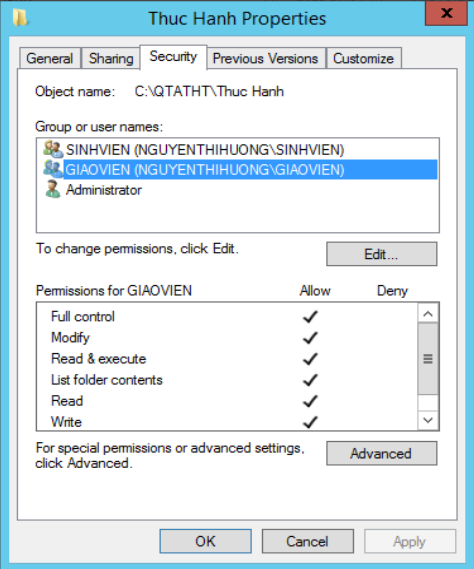 Thuc Hanh Properties
x
General Sharing Security Previous Versions Customize
Object name: C:\QTATHT\Thuc Hanh
Group or user names:
SINHVIEN (NGUYENTHIHUONG\SINHVIEN)
GIAOVIEN (NGUYENTHIHUONG\GIAOVIEN)
Administrator
To change permissions, click Edit.
Edit...
Permissions for GIAOVIEN Allow Deny
Full control
Modify
Read & execute
List folder contents
Read
Write
For special permissions or advanced settings,
click Advanced.
Advanced
OK Cancel Apply